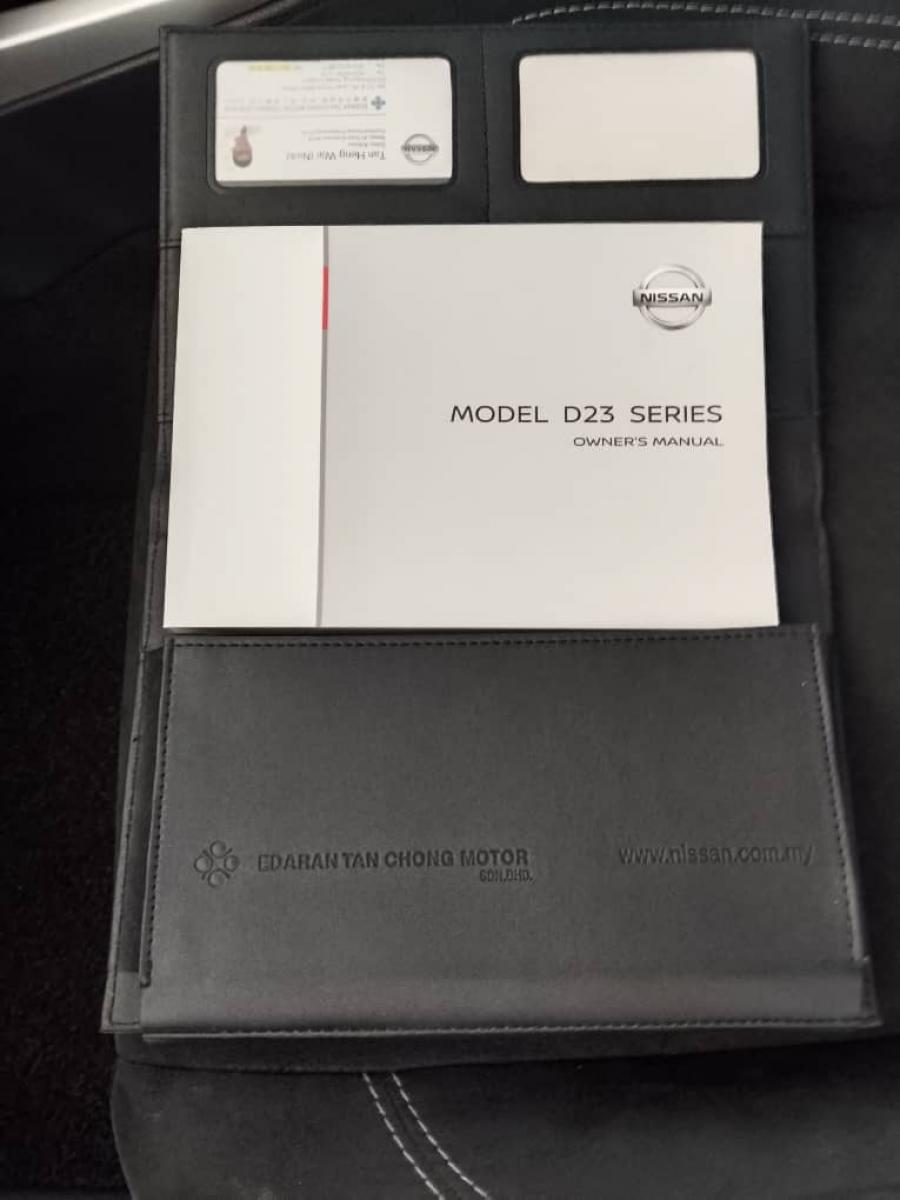 NISSAN
Tan Heng Wai (Nick)
NISSAN
MODEL D23 SERIES
OWNER'S MANUAL
EDARAN TAN CHONG MOTOR
SDN.BHD.
www.nissan.com.my